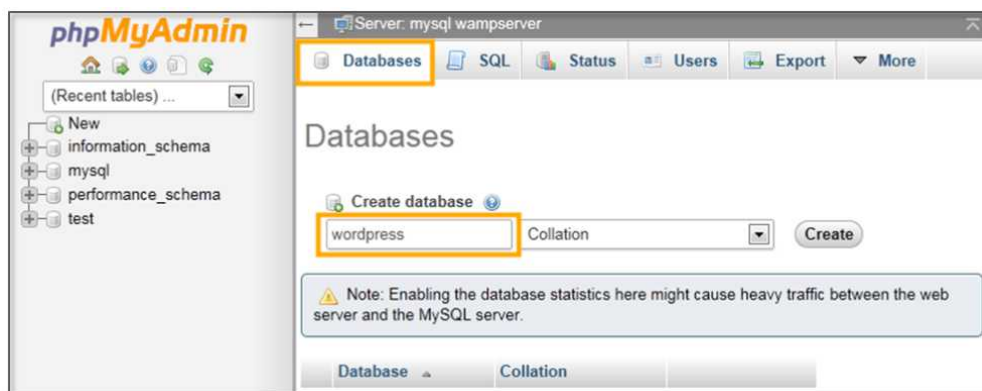 phpMyAdmin
(Recent tables) ...
New
information_schema
mysql
performance_schema
test
Server: mysql wampserver
Databases SQL Status Users Export More
Databases
Create database
wordpress Collation Create
Note: Enabling the database statistics here might cause heavy traffic between the web
server and the MySQL server.
Database Collation